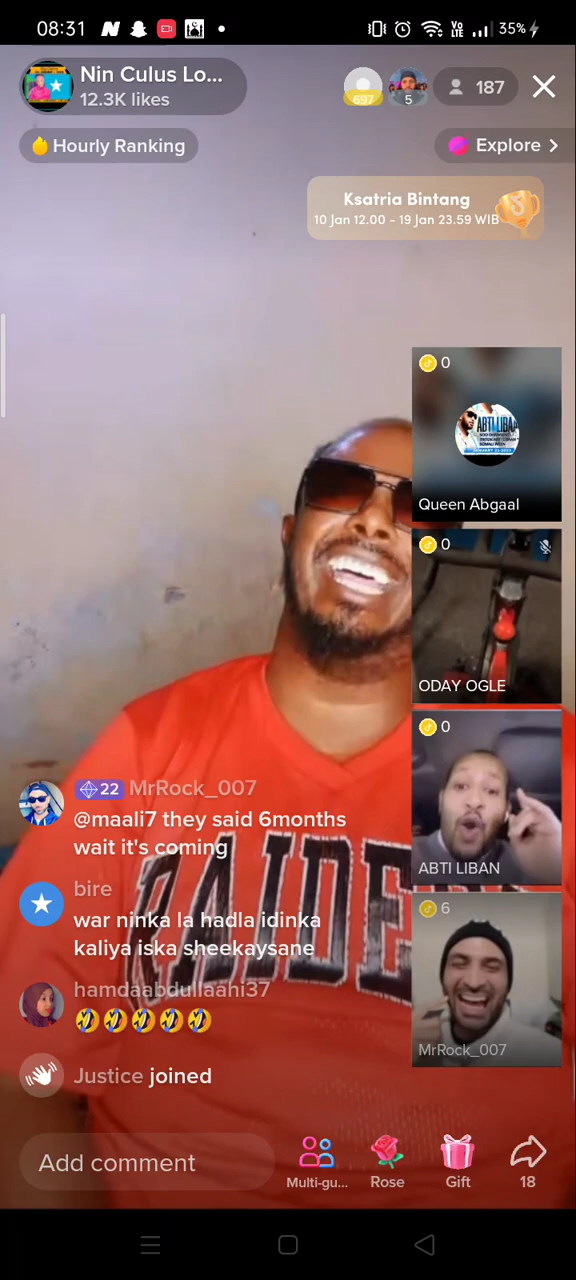 08:31
35%
Nin Culus Lo...
12.3K likes
697
5
187
Hourly Ranking
Explore
Ksatria Bintang
10 Jan 12.00 - 19 Jan 23.59 WIB
0
ABTI LIBAA
Queen Abgaal
0
ODAY OGLE
0
ABTI LIBAN
6
MrRock_007
22 MrRock_007
@maali7 they said 6months
wait it's coming
bire
war ninka la hadla idinka
kaliya iska sheekaysane
hamdaabdullaahi37
🤣🤣🤣🤣🤣
Justice joined
RAIDE
Add comment
Multi-gu...
Rose
Gift
18